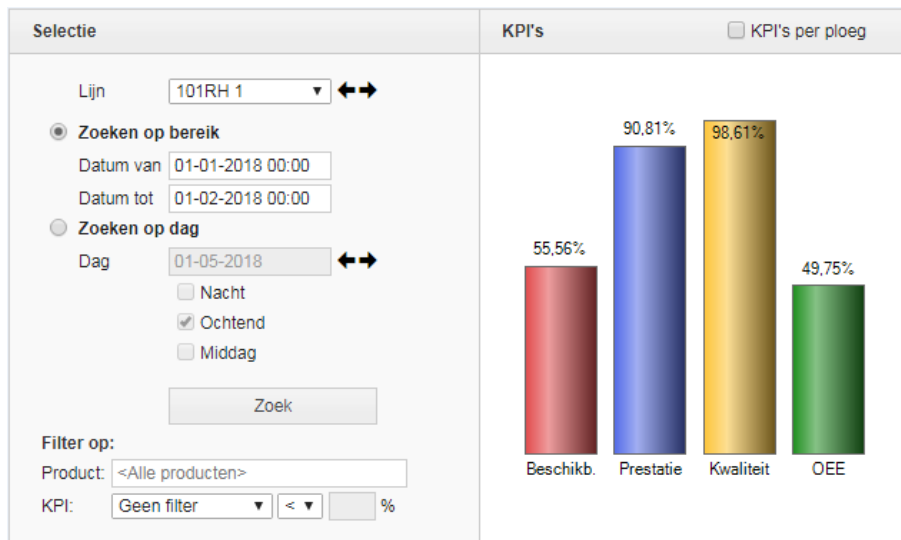 Selectie
Lijn 101RH 1
Zoeken op bereik
Datum van 01-01-2018 00:00
Datum tot 01-02-2018 00:00
Zoeken op dag
Dag 01-05-2018
Nacht
Ochtend
Middag
Zoek
Filter op:
Product: <Alle producten>
KPI: Geen filter < %
KPI's KPI's per ploeg
55,56%
90,81%
98,61%
49,75%
Beschikb. Prestatie Kwaliteit OEE